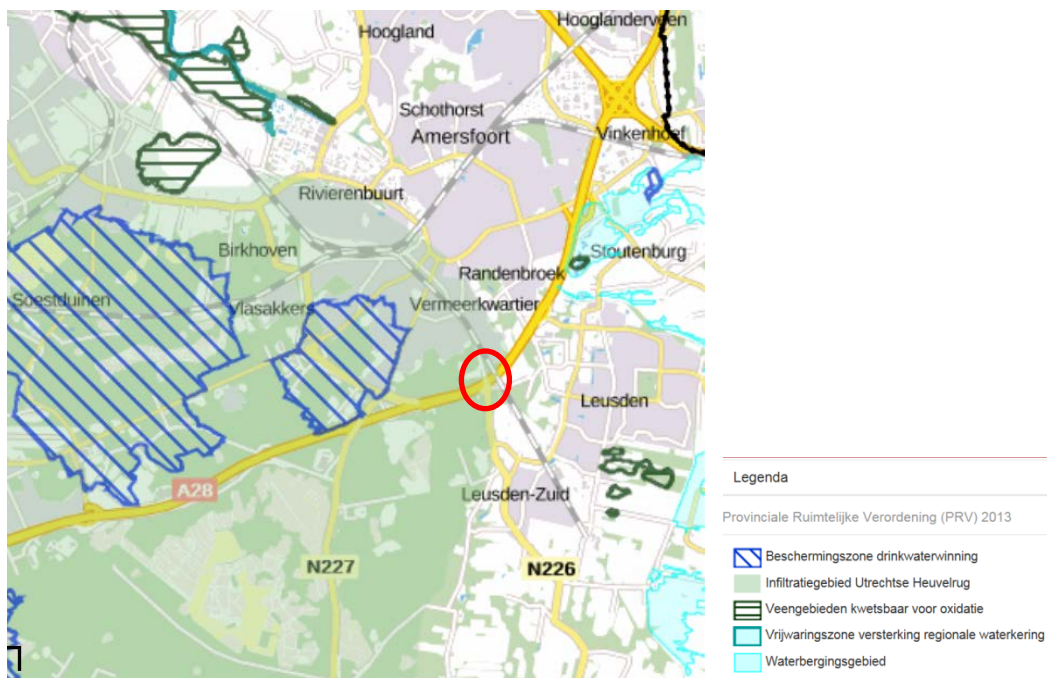 Hooglanderveen
Hoogland
Schothorst
Amersfoort
Vinkenhoef
Rivierenbuurt
Birkhoven
Stoutenburg
Randenbroek
Soestduinen
Vlasakkers
Vermeerkwartier
Leusden
A28
Leusden-Zuid
N227
N226
Legenda
Provinciale Ruimtelijke Verordening (PRV) 2013
Beschermingszone drinkwaterwinning
Infiltratiegebied Utrechtse Heuvelrug
Veengebieden kwetsbaar voor oxidatie
Vrijwaringszone versterking regionale waterkering
Waterbergingsgebied